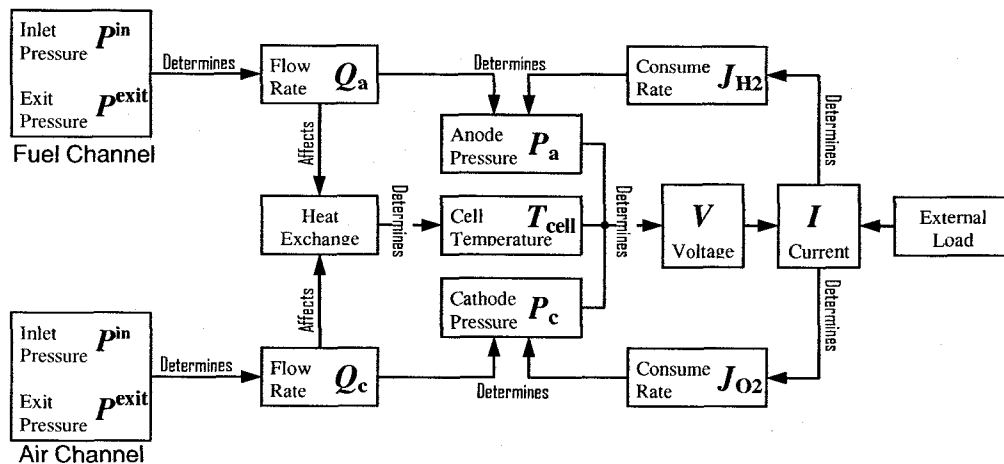 Inlet
Pressure P^in
Exit
Pressure P^exit
Fuel Channel
Determines
Flow
Rate Q_a
Affects
Determines
Consume
Rate J_H2
Determines
Anode
Pressure P_a
Heat
Exchange
Determines
Cell
Temperature T_cell
Determines
V
Voltage
I
Current
External
Load
Inlet
Pressure P^in
Exit
Pressure P^exit
Air Channel
Determines
Flow
Rate Q_c
Affects
Cathode
Pressure P_c
Determines
Consume
Rate J_O2
Determines